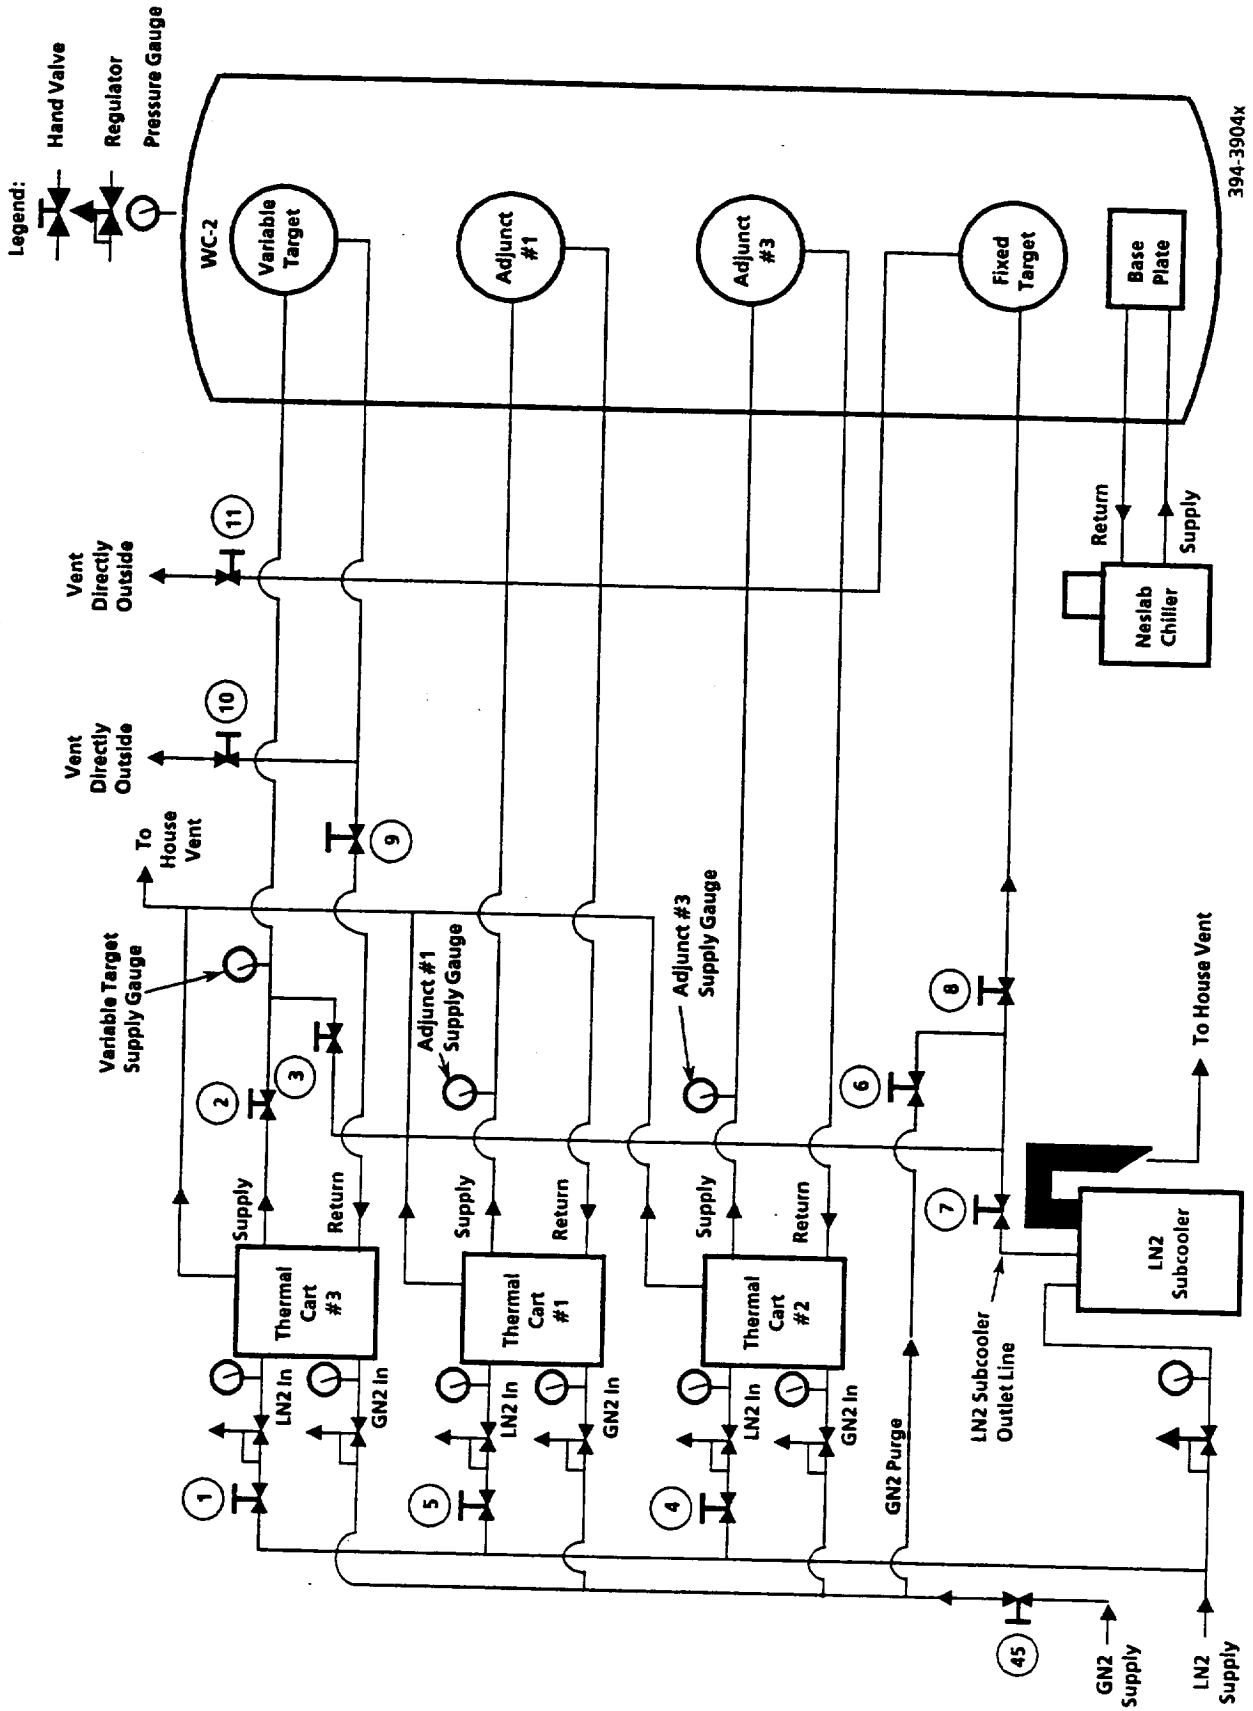 Legend:
Hand Valve
Regulator
Pressure Gauge
WC-2
Variable
Target
Adjunct
#1
Adjunct
#3
Fixed
Target
Base
Plate
394-3904x
Vent
Directly
Outside
11
Vent
Directly
Outside
10
To
House
Vent
9
Return
Supply
Neslab
Chiller
Variable Target
Supply Gauge
Adjunct #1
Supply Gauge
Adjunct #3
Supply Gauge
2
3
8
6
7
To House Vent
Supply
Return
Supply
Return
Supply
Return
Thermal
Cart
#3
Thermal
Cart
#1
Thermal
Cart
#2
LN2
Subcooler
LN2 Subcooler
Outlet Line
LN2 In
GN2 In
LN2 In
GN2 In
LN2 In
GN2 In
GN2 Purge
1
5
4
45
GN2
Supply
LN2
Supply